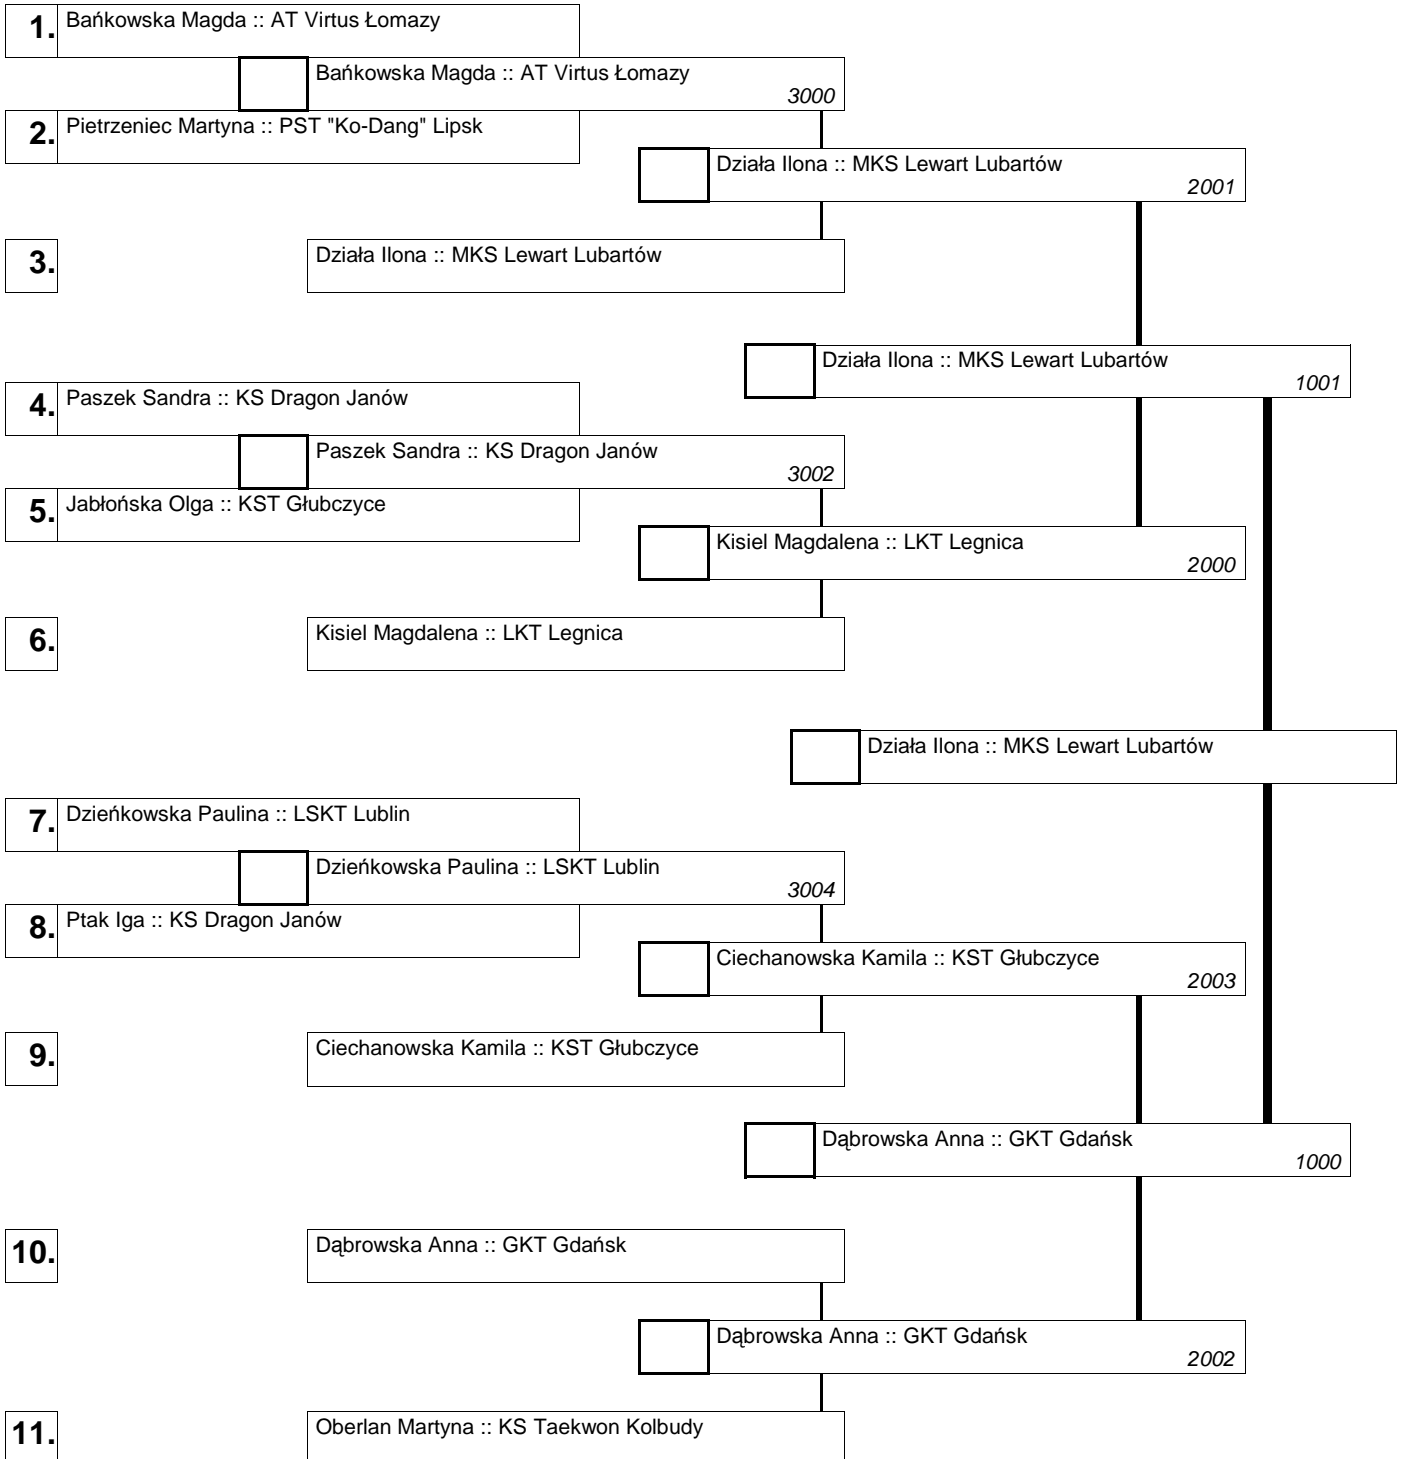 1. Bańkowska Magda :: AT Virtus Łomazy
Bańkowska Magda :: AT Virtus Łomazy
3000
2. Pietrzeniec Martyna :: PST "Ko-Dang" Lipsk
Działa Ilona :: MKS Lewart Lubartów
2001
3. Działa Ilona :: MKS Lewart Lubartów
Działa Ilona :: MKS Lewart Lubartów
1001
4. Paszek Sandra :: KS Dragon Janów
Paszek Sandra :: KS Dragon Janów
3002
5. Jabłońska Olga :: KST Głubczyce
Kisiel Magdalena :: LKT Legnica
2000
6. Kisiel Magdalena :: LKT Legnica
Działa Ilona :: MKS Lewart Lubartów
7. Dzieńkowska Paulina :: LSKT Lublin
Dzieńkowska Paulina :: LSKT Lublin
3004
8. Ptak Iga :: KS Dragon Janów
Ciechanowska Kamila :: KST Głubczyce
2003
9. Ciechanowska Kamila :: KST Głubczyce
Dąbrowska Anna :: GKT Gdańsk
1000
10. Dąbrowska Anna :: GKT Gdańsk
Dąbrowska Anna :: GKT Gdańsk
2002
11. Oberlan Martyna :: KS Taekwon Kolbudy